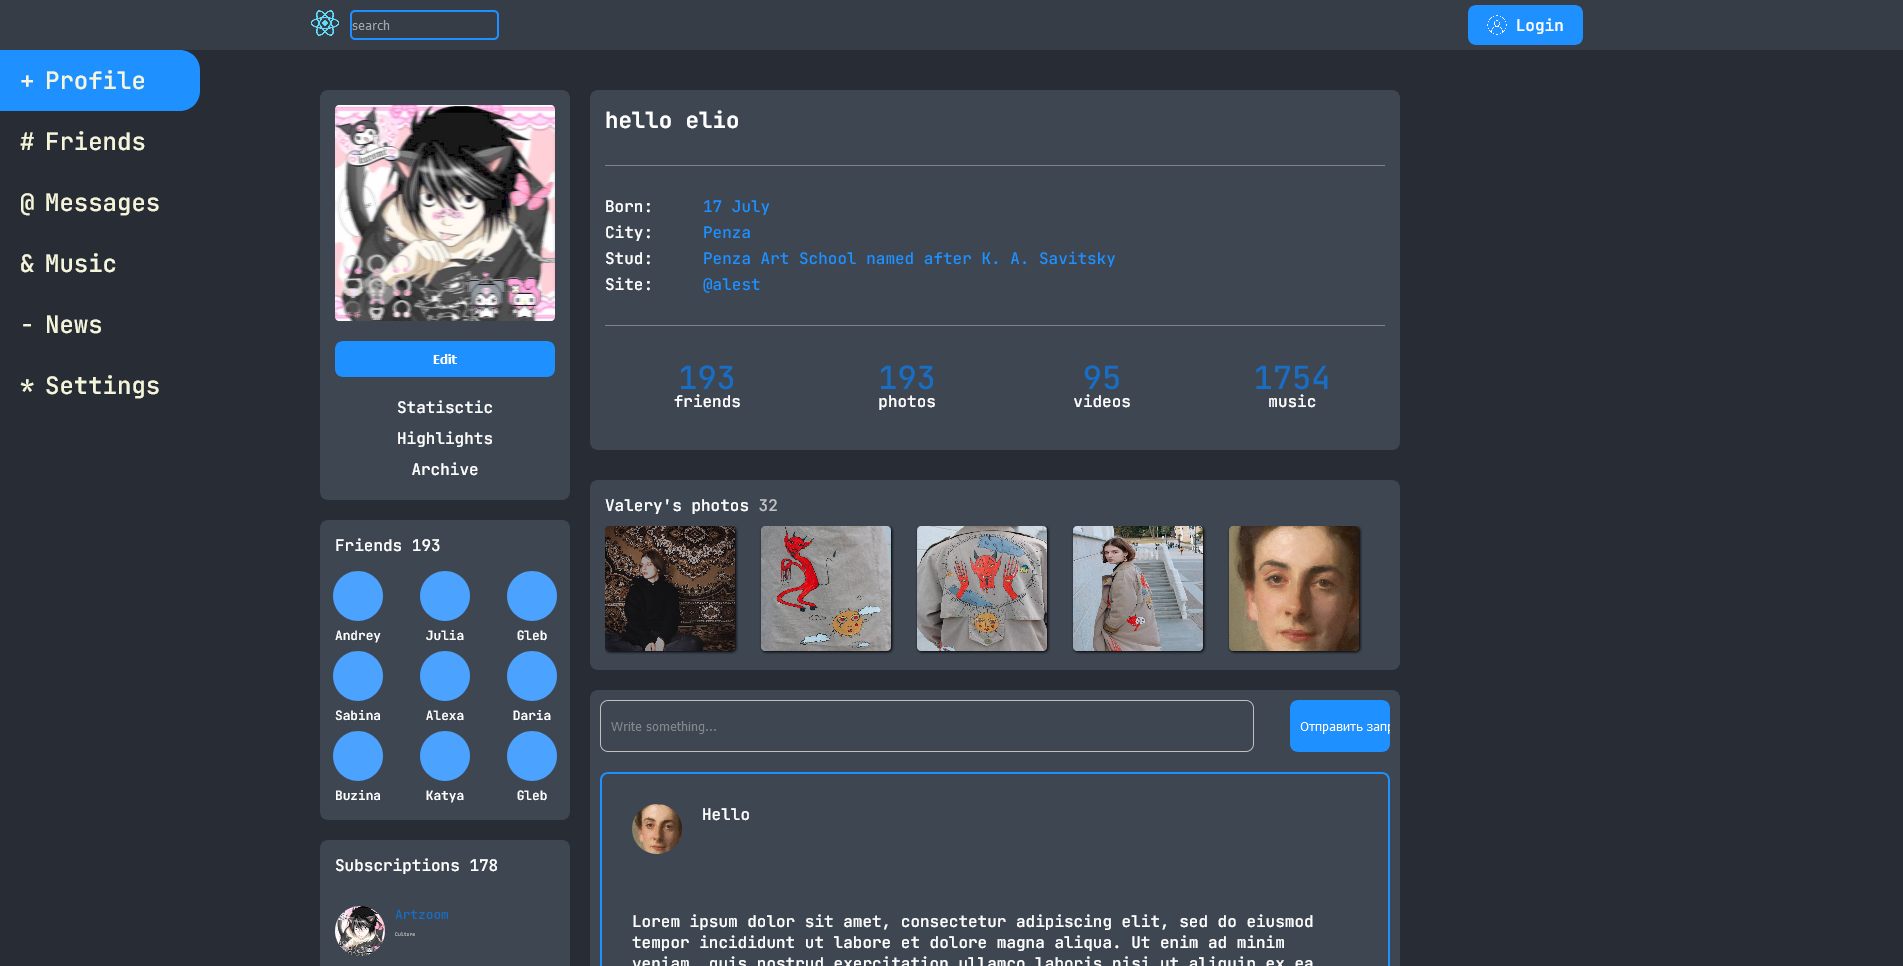 search
Login
+ Profile
# Friends
@ Messages
& Music
- News
* Settings
hello elio
Born: 17 July
City: Penza
Stud: Penza Art School named after K. A. Savitsky
Site: @alest
193 193 95 1754
friends photos videos music
Edit
Statisctic
Highlights
Archive
Valery's photos 32
Friends 193
Andrey Julia Gleb
Sabina Alexa Daria
Buzina Katya Gleb
Write something...
Отправить запр
Hello
Lorem ipsum dolor sit amet, consectetur adipiscing elit, sed do eiusmod
tempor incididunt ut labore et dolore magna aliqua. Ut enim ad minim
veniam, quis nostrud exercitation ullamco laboris nisi ut aliquip ex ea
Subscriptions 178
Artzoom
Culture